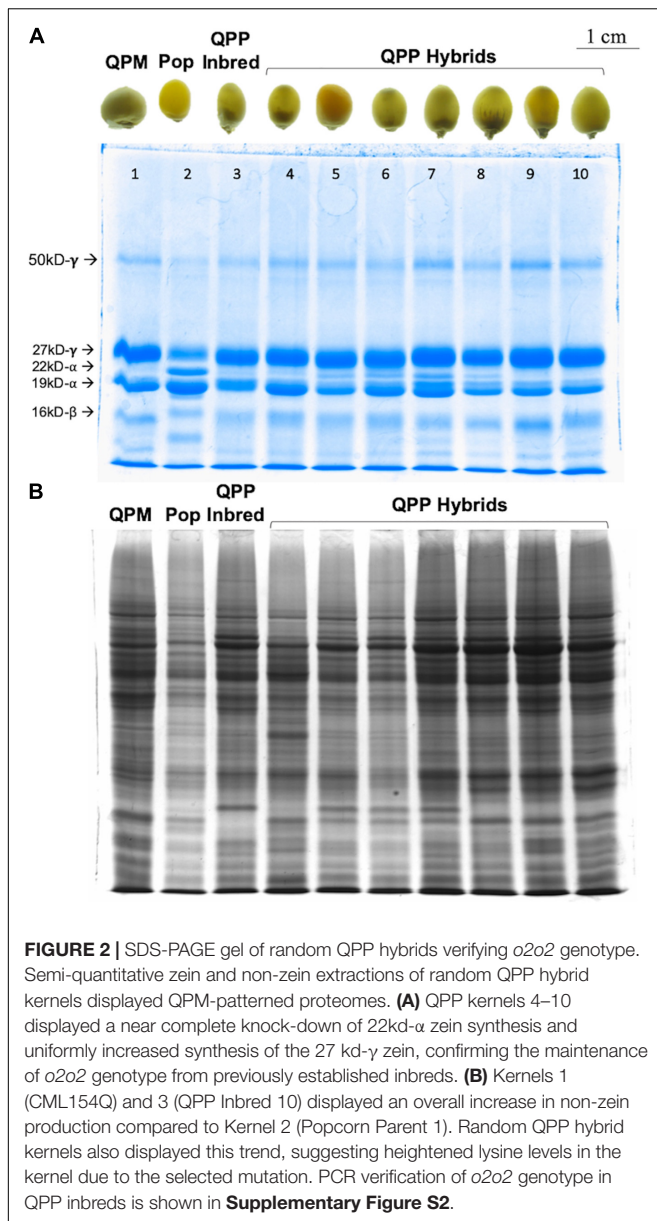 A
QPM Pop QPP Inbred QPP Hybrids 1 cm
1 2 3 4 5 6 7 8 9 10
50kD-γ →
27kD-γ →
22kD-α →
19kD-α →
16kD-β →
B
QPM Pop QPP Inbred QPP Hybrids
FIGURE 2 | SDS-PAGE gel of random QPP hybrids verifying o2o2 genotype.
Semi-quantitative zein and non-zein extractions of random QPP hybrid
kernels displayed QPM-patterned proteomes. (A) QPP kernels 4–10
displayed a near complete knock-down of 22kd-α zein synthesis and
uniformly increased synthesis of the 27 kd-γ zein, confirming the maintenance
of o2o2 genotype from previously established inbreds. (B) Kernels 1
(CML154Q) and 3 (QPP Inbred 10) displayed an overall increase in non-zein
production compared to Kernel 2 (Popcorn Parent 1). Random QPP hybrid
kernels also displayed this trend, suggesting heightened lysine levels in the
kernel due to the selected mutation. PCR verification of o2o2 genotype in
QPP inbreds is shown in Supplementary Figure S2.